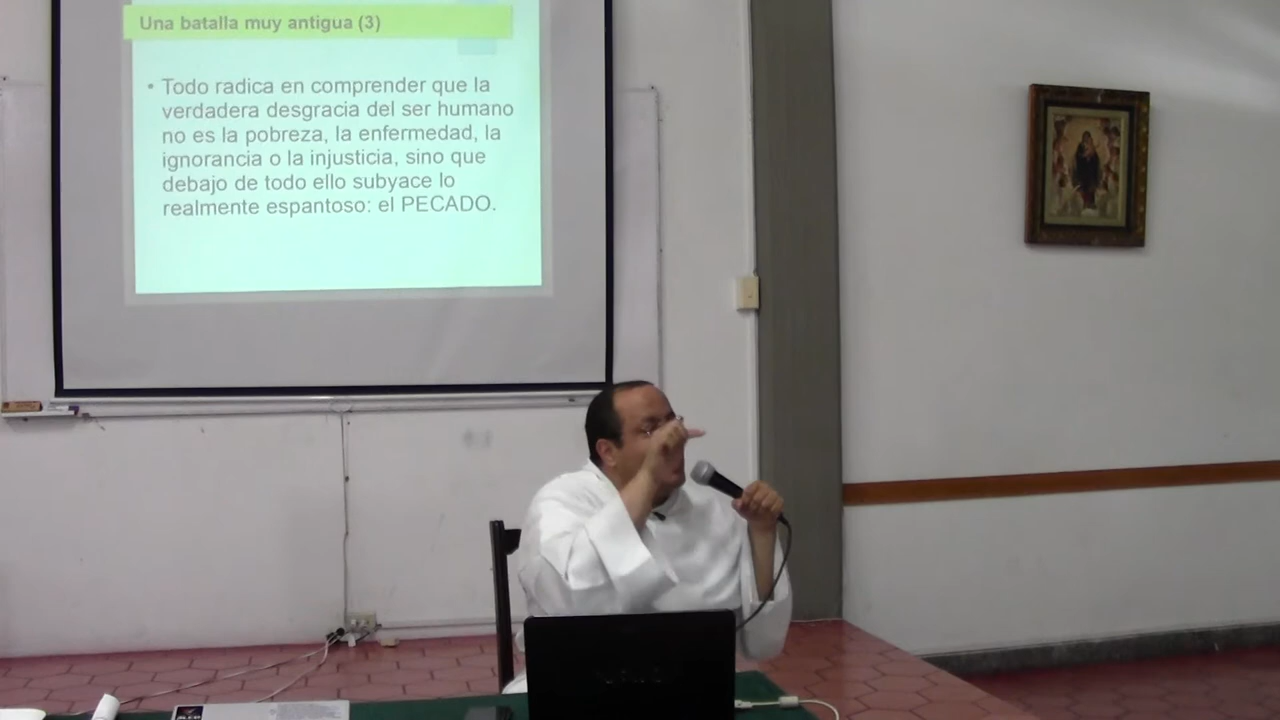 Una batalla muy antigua (3)
• Todo radica en comprender que la
verdadera desgracia del ser humano
no es la pobreza, la enfermedad, la
ignorancia o la injusticia, sino que
debajo de todo ello subyace lo
realmente espantoso: el PECADO.